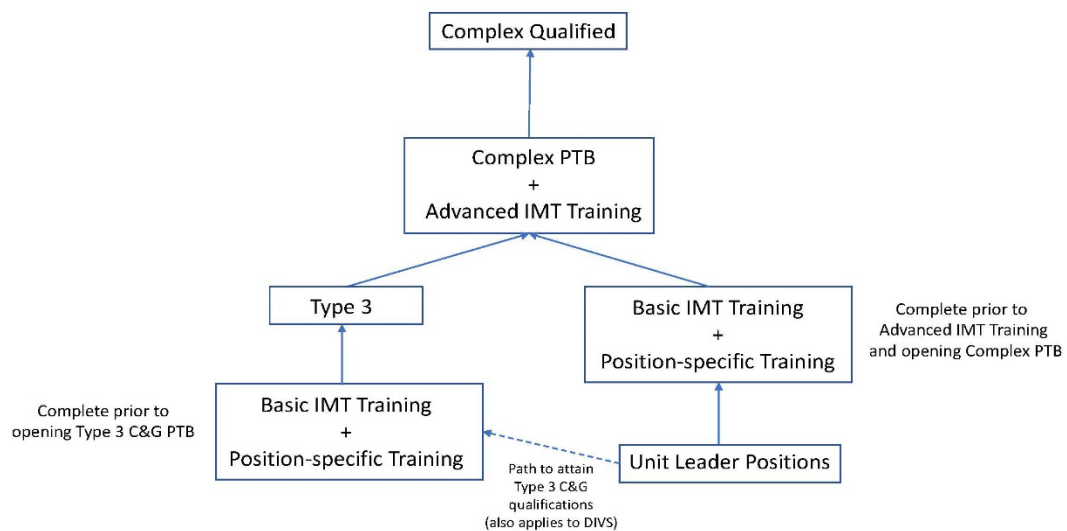 Complex Qualified
Complex PTB
+
Advanced IMT Training
Type 3
Basic IMT Training
+
Position-specific Training
Complete prior to
Advanced IMT Training
and opening Complex PTB
Complete prior to
opening Type 3 C&G PTB
Basic IMT Training
+
Position-specific Training
Path to attain
Type 3 C&G
qualifications
(also applies to DIVS)
Unit Leader Positions